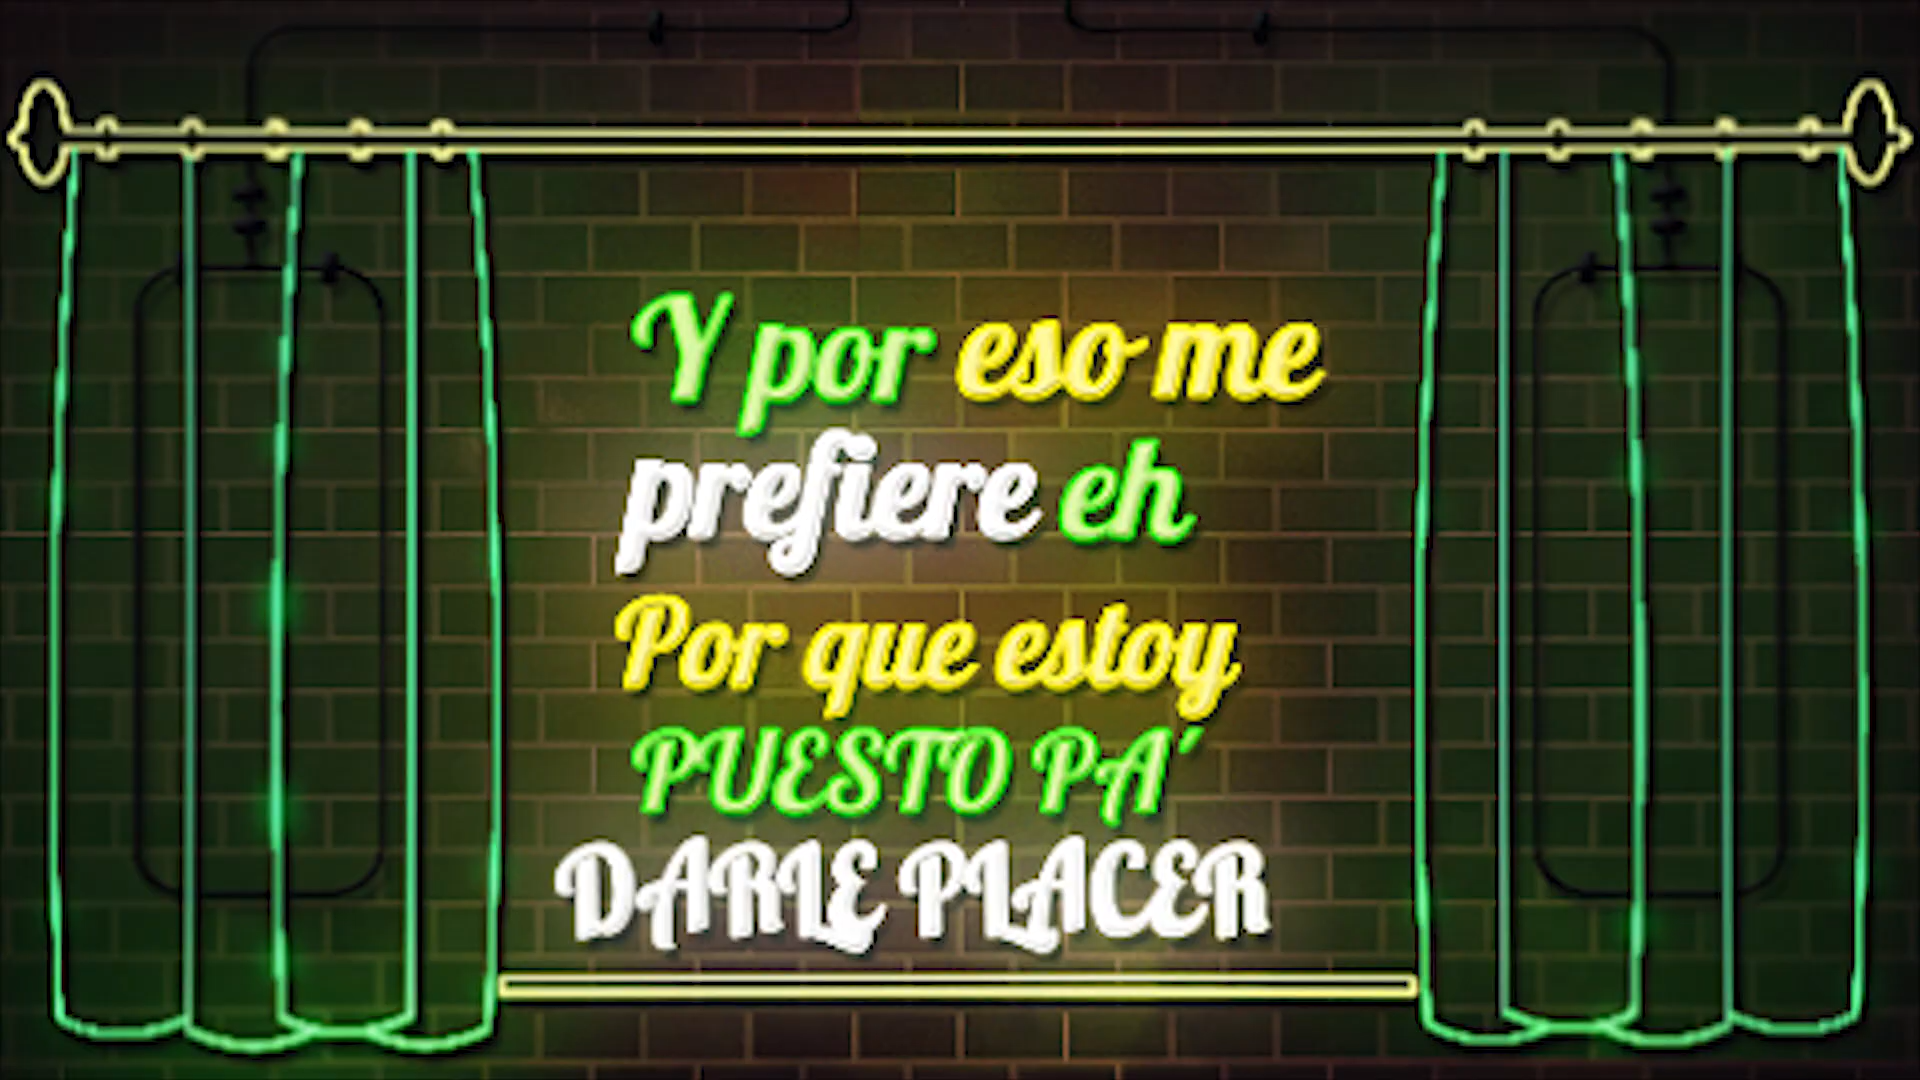 Y por eso me
prefiere eh
Por que estoy
PUESTO PA´
DARLE PLACER